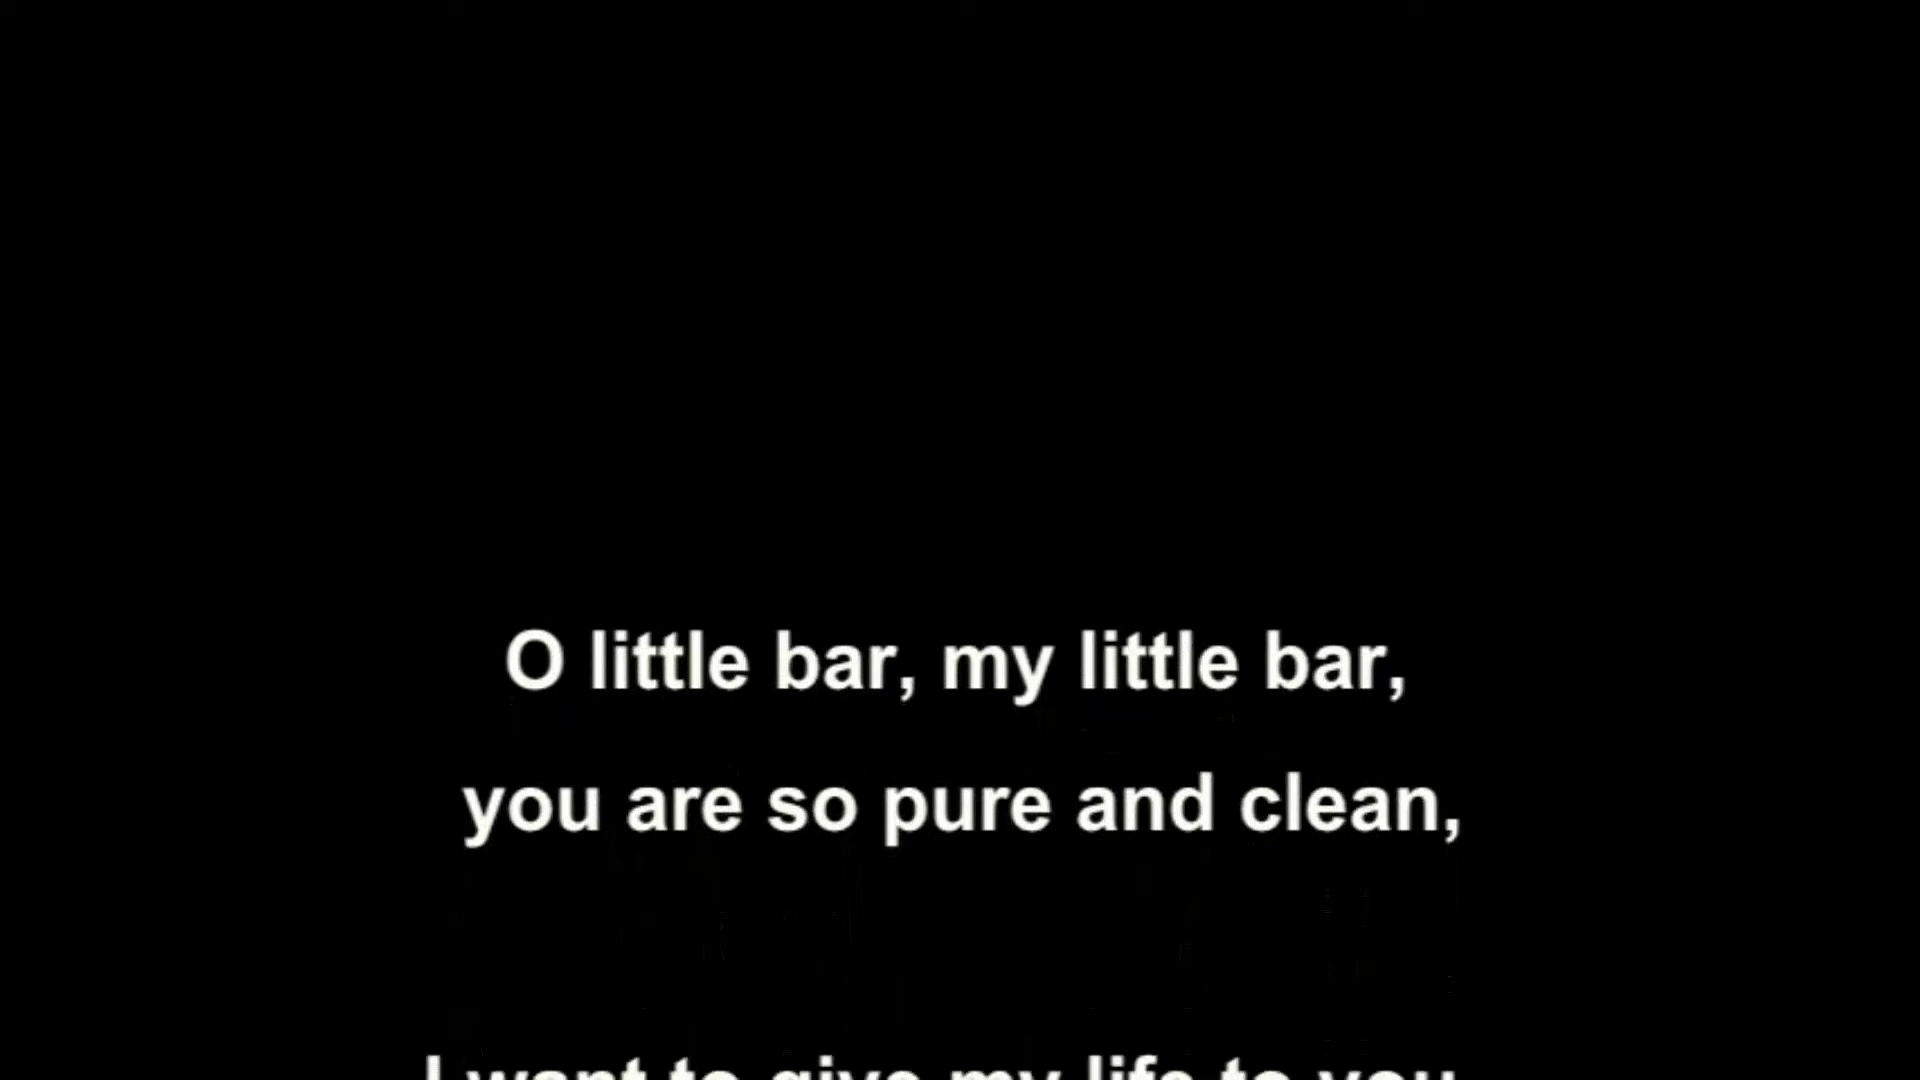 O little bar, my little bar,
you are so pure and clean,
I want to give my life to you